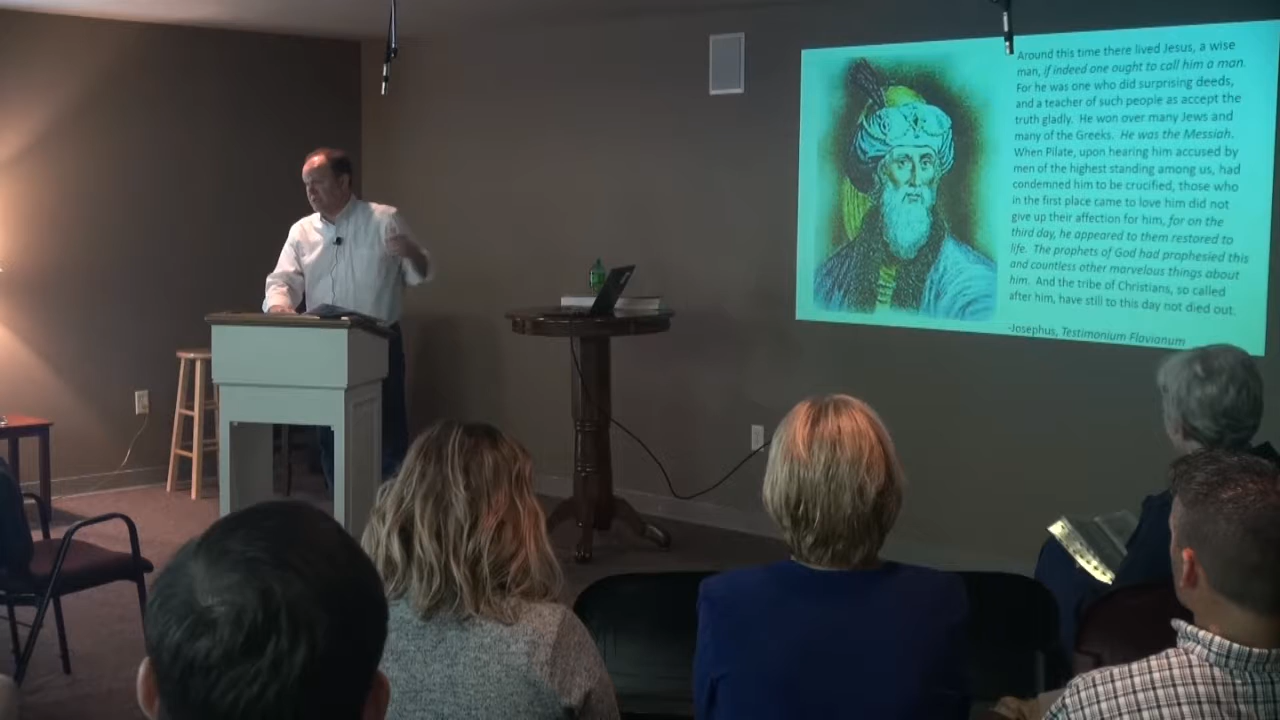 Around this time there lived Jesus, a wise
man, if indeed one ought to call him a man.
For he was one who did surprising deeds,
and a teacher of such people as accept the
truth gladly. He won over many Jews and
many of the Greeks. He was the Messiah.
When Pilate, upon hearing him accused by
men of the highest standing among us, had
condemned him to be crucified, those who
in the first place came to love him did not
give up their affection for him, for on the
third day, he appeared to them restored to
life. The prophets of God had prophesied this
and countless other marvelous things about
him. And the tribe of Christians, so called
after him, have still to this day not died out.
-Josephus, Testimonium Flavianum